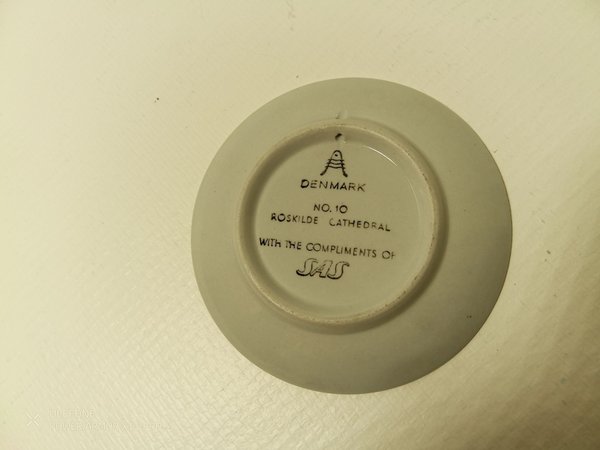 DENMARK
NO. 10
ROSKILDE CATHEDRAL
WITH THE COMPLIMENTS OF
SAS